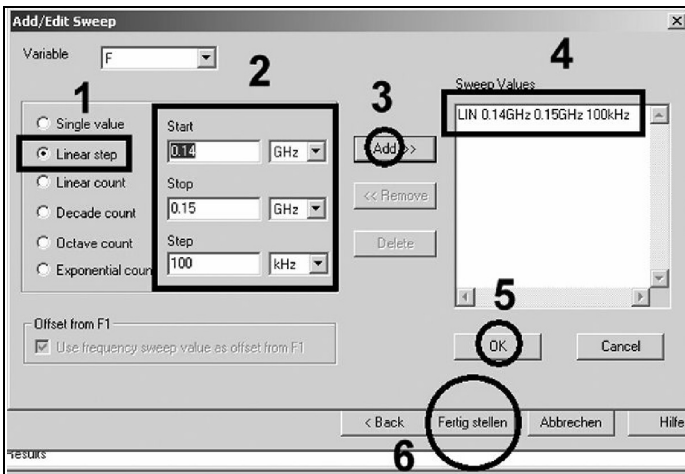 Add/Edit Sweep
Variable F
1
2
3
4
Single value
Linear step
Linear count
Decade count
Octave count
Exponential coun
Start
0.14 GHz
Stop
0.15 GHz
Step
100 kHz
Add >>
<< Remove
Delete
Sweep Values
LIN 0.14GHz 0.15GHz 100kHz
Offset from F1
Use frequency sweep value as offset from F1
5
OK
Cancel
< Back
Fertig stellen
Abbrechen
Hilfe
6
results